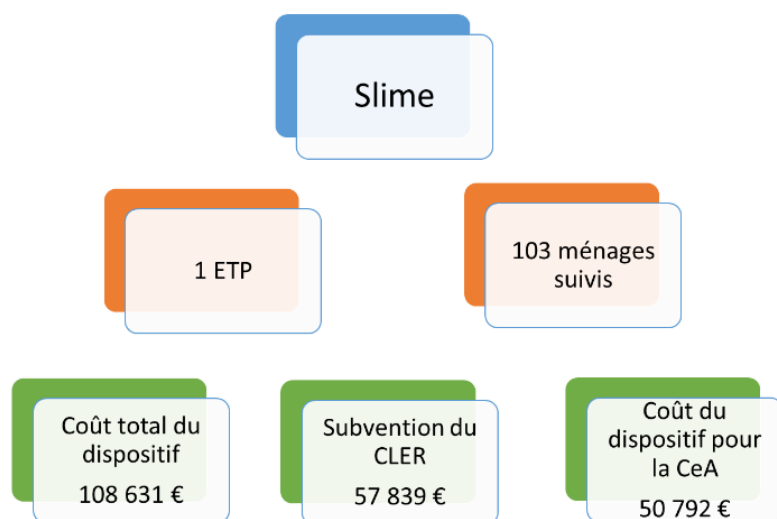 Slime
1 ETP
103 ménages
suivis
Coût total du
dispositif
108 631 €
Subvention du
CLER
57 839 €
Coût du
dispositif pour
la CeA
50 792 €